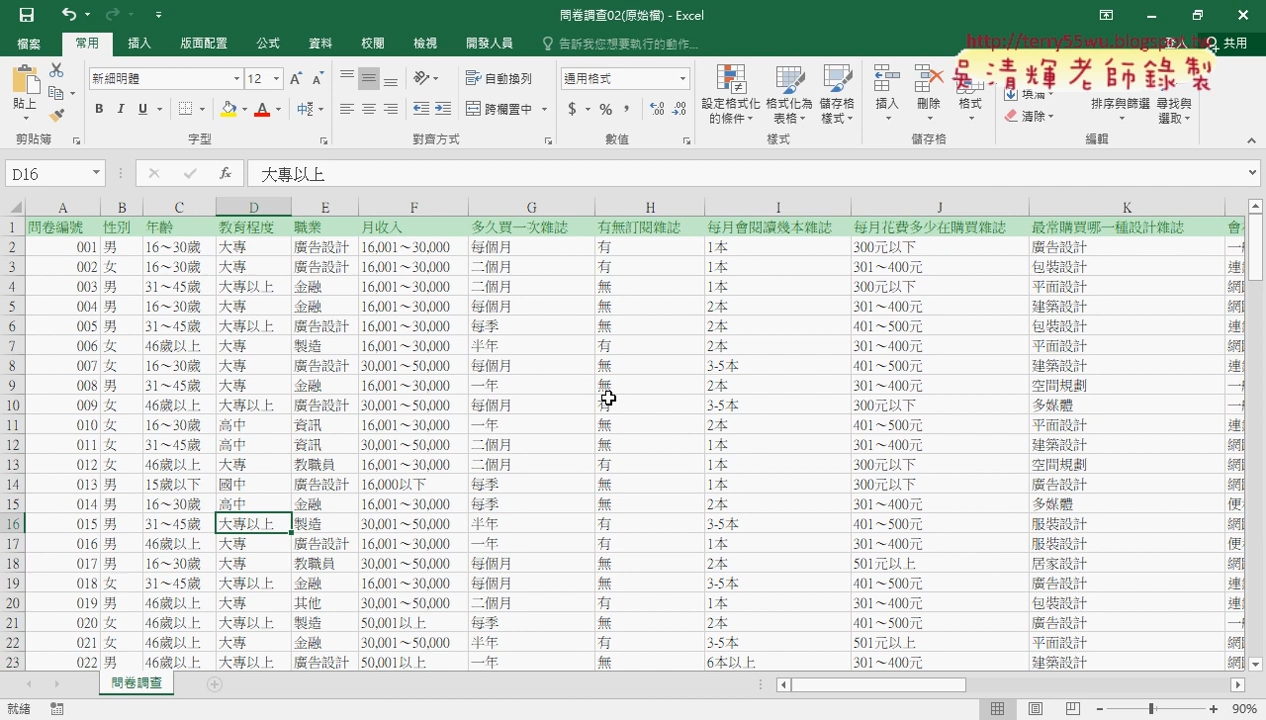 問卷調查02(原始檔) - Excel
http://terry55wu.blogspot.tw
吳清輝老師錄製
檔案 常用 插入 版面配置 公式 資料 校閱 檢視 開發人員 告訴我您想要執行的動作... 登入 共用
貼上 新細明體 12 自動換列 通用格式 設定格式化的條件 格式化為表格 儲存格樣式 插入 刪除 格式 填滿 清除 排序與篩選 尋找與選取
B I U 中 跨欄置中 $ % ,
剪貼簿 字型 對齊方式 數值 樣式 儲存格 編輯
D16 fx 大專以上
A B C D E F G H I J K
1 問卷編號 性別 年齡 教育程度 職業 月收入 多久買一次雜誌 有無訂閱雜誌 每月會閱讀幾本雜誌 每月花費多少在購買雜誌 最常購買哪一種設計雜誌 會
2 001 男 16～30歲 大專 廣告設計 16,001～30,000 每個月 有 1本 300元以下 廣告設計 一
3 002 女 16～30歲 大專 廣告設計 16,001～30,000 二個月 有 1本 301～400元 包裝設計 連
4 003 男 31～45歲 大專以上 金融 16,001～30,000 二個月 無 1本 300元以下 平面設計 網
5 004 男 16～30歲 大專 金融 16,001～30,000 每個月 無 2本 301～400元 建築設計 網
6 005 男 31～45歲 大專以上 廣告設計 16,001～30,000 每季 無 2本 401～500元 包裝設計 連
7 006 女 46歲以上 大專 製造 16,001～30,000 半年 有 2本 301～400元 平面設計 網
8 007 女 16～30歲 大專 廣告設計 30,001～50,000 每個月 無 3-5本 401～500元 建築設計 連
9 008 男 31～45歲 大專 金融 16,001～30,000 一年 無 2本 301～400元 空間規劃 一
10 009 女 46歲以上 大專以上 廣告設計 30,001～50,000 每個月 有 3-5本 300元以下 多媒體 一
11 010 女 16～30歲 高中 資訊 16,001～30,000 一年 無 2本 401～500元 平面設計 連
12 011 女 31～45歲 高中 資訊 30,001～50,000 二個月 無 1本 301～400元 建築設計 網
13 012 女 46歲以上 大專 教職員 16,001～30,000 二個月 有 1本 300元以下 空間規劃 網
14 013 男 15歲以下 國中 廣告設計 16,000以下 每季 無 1本 300元以下 廣告設計 網
15 014 男 16～30歲 高中 金融 16,001～30,000 每季 無 2本 301～400元 多媒體 便
16 015 男 31～45歲 大專以上 製造 30,001～50,000 半年 有 3-5本 401～500元 服裝設計 網
17 016 男 46歲以上 大專 廣告設計 30,001～50,000 一年 有 1本 301～400元 服裝設計 便
18 017 男 16～30歲 大專 教職員 30,001～50,000 每個月 無 2本 501元以上 居家設計 網
19 018 女 31～45歲 大專以上 金融 16,001～30,000 每個月 無 3-5本 401～500元 廣告設計 網
20 019 男 46歲以上 大專 其他 30,001～50,000 二個月 有 1本 301～400元 包裝設計 連
21 020 女 46歲以上 大專以上 製造 50,001以上 每季 無 2本 401～500元 廣告設計 一
22 021 女 46歲以上 大專 金融 30,001～50,000 半年 有 3-5本 501元以上 平面設計 網
23 022 男 46歲以上 大專以上 廣告設計 50,001以上 一年 無 6本以上 301～400元 建築設計 網
問卷調查
就緒 90%